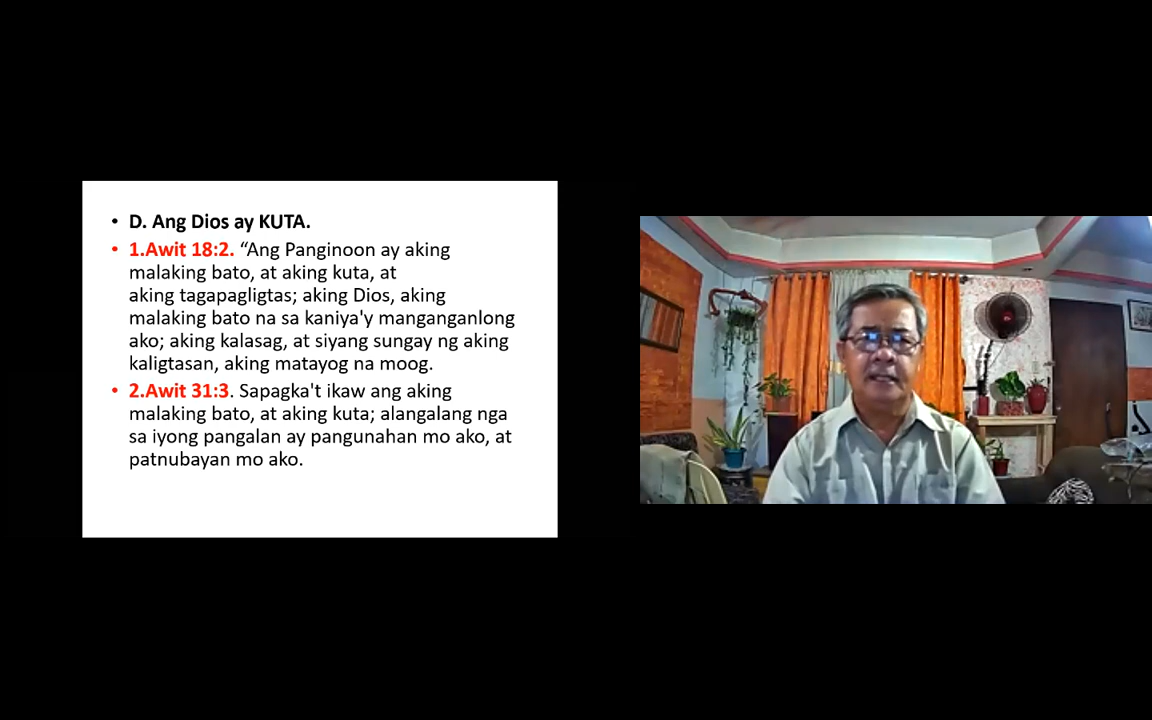 • D. Ang Dios ay KUTA.
• 1.Awit 18:2. “Ang Panginoon ay aking
malaking bato, at aking kuta, at
aking tagapagligtas; aking Dios, aking
malaking bato na sa kaniya'y manganganlong
ako; aking kalasag, at siyang sungay ng aking
kaligtasan, aking matayog na moog.
• 2.Awit 31:3. Sapagka't ikaw ang aking
malaking bato, at aking kuta; alangalang nga
sa iyong pangalan ay pangunahan mo ako, at
patnubayan mo ako.